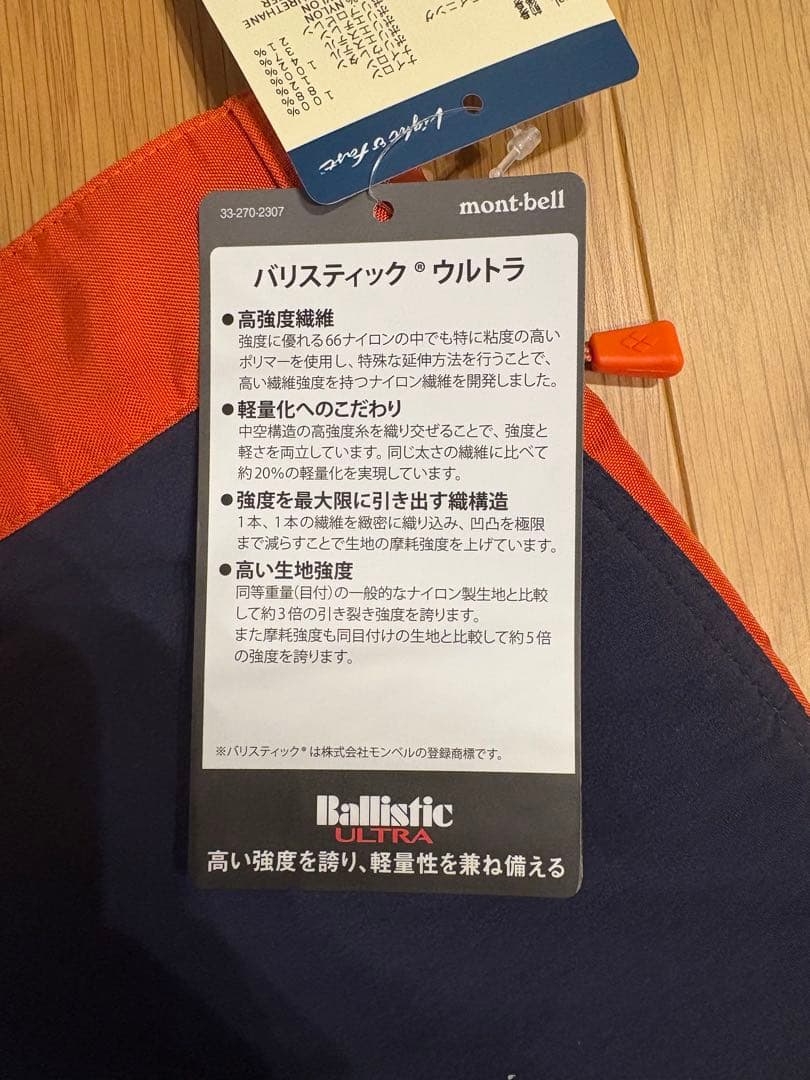 Light & fast
33-270-2307
mont-bell
バリスティック®ウルトラ
●高強度繊維
強度に優れる66ナイロンの中でも特に粘度の高い
ポリマーを使用し、特殊な延伸方法を行うことで、
高い繊維強度を持つナイロン繊維を開発しました。
●軽量化へのこだわり
中空構造の高強度糸を織り交ぜることで、強度と
軽さを両立しています。同じ太さの繊維に比べて
約20%の軽量化を実現しています。
●強度を最大限に引き出す織構造
1本、1本の繊維を緻密に織り込み、凹凸を極限
まで減らすことで生地の摩耗強度を上げています。
●高い生地強度
同等重量(目付)の一般的なナイロン製生地と比較
して約3倍の引き裂き強度を誇ります。
また摩耗強度も同目付けの生地と比較して約5倍
の強度を誇ります。
※バリスティック®は株式会社モンベルの登録商標です。
Ballistic
ULTRA
高い強度を誇り、軽量性を兼ね備える